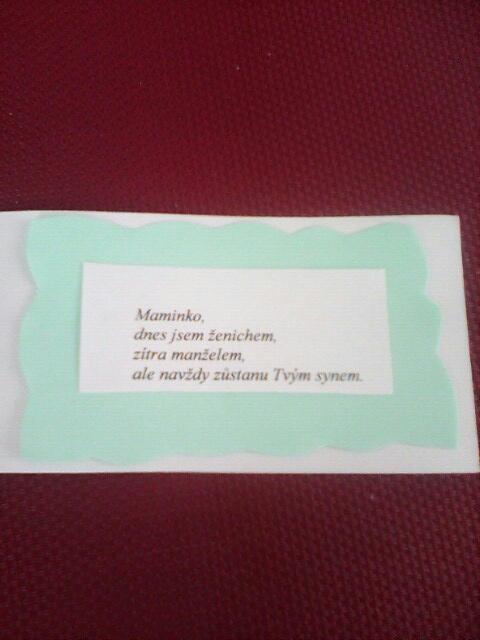 Maminko,
dnes jsem ženichem,
zítra manželem,
ale navždy zůstanu Tvým synem.